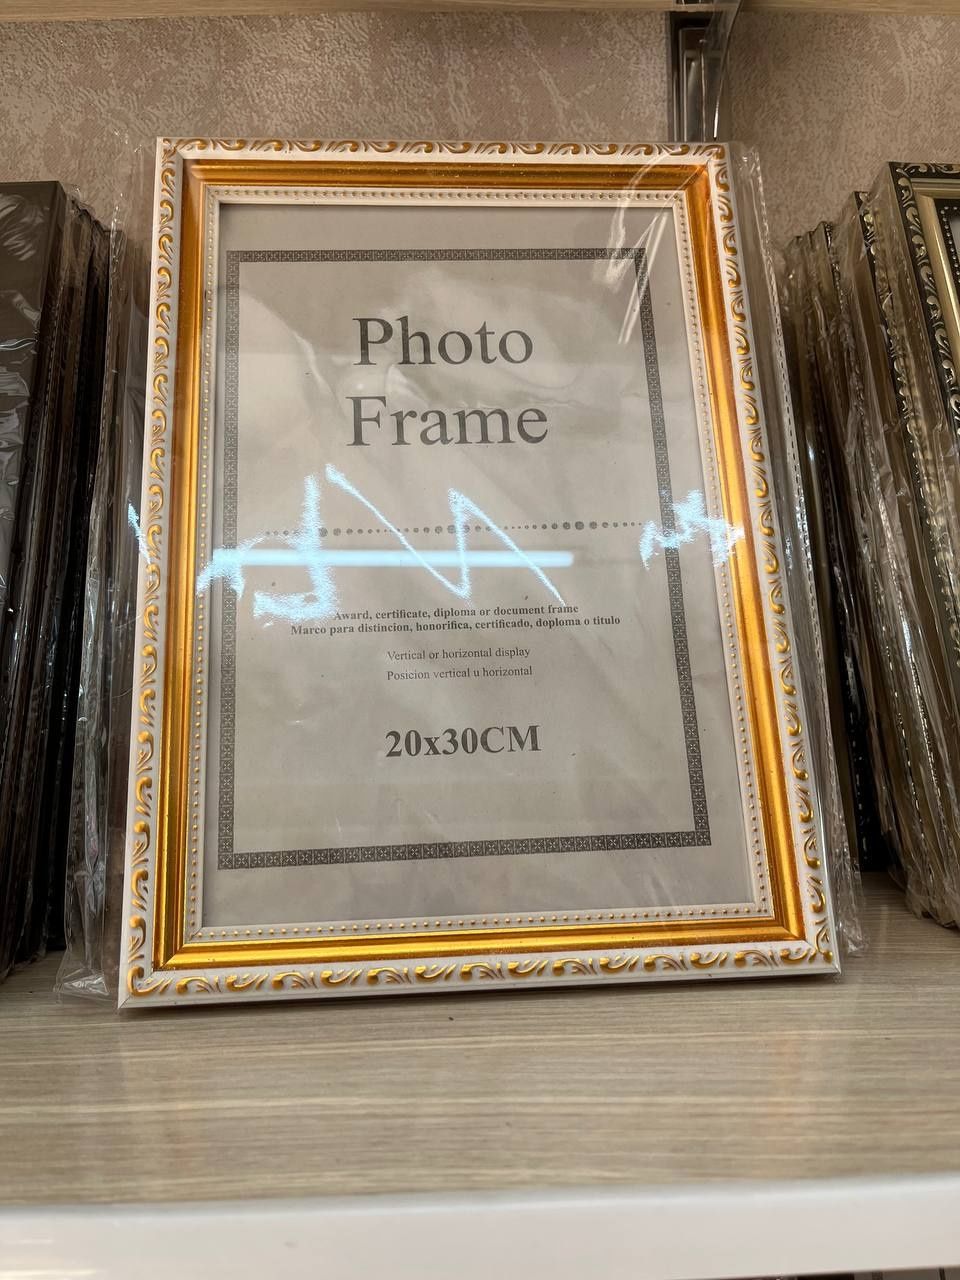 Photo
Frame
Award, certificate, diploma or document frame
Marco para distincion, honorifica, certificado, doploma o titulo
Vertical or horizontal display
Posicion vertical u horizontal
20x30CM